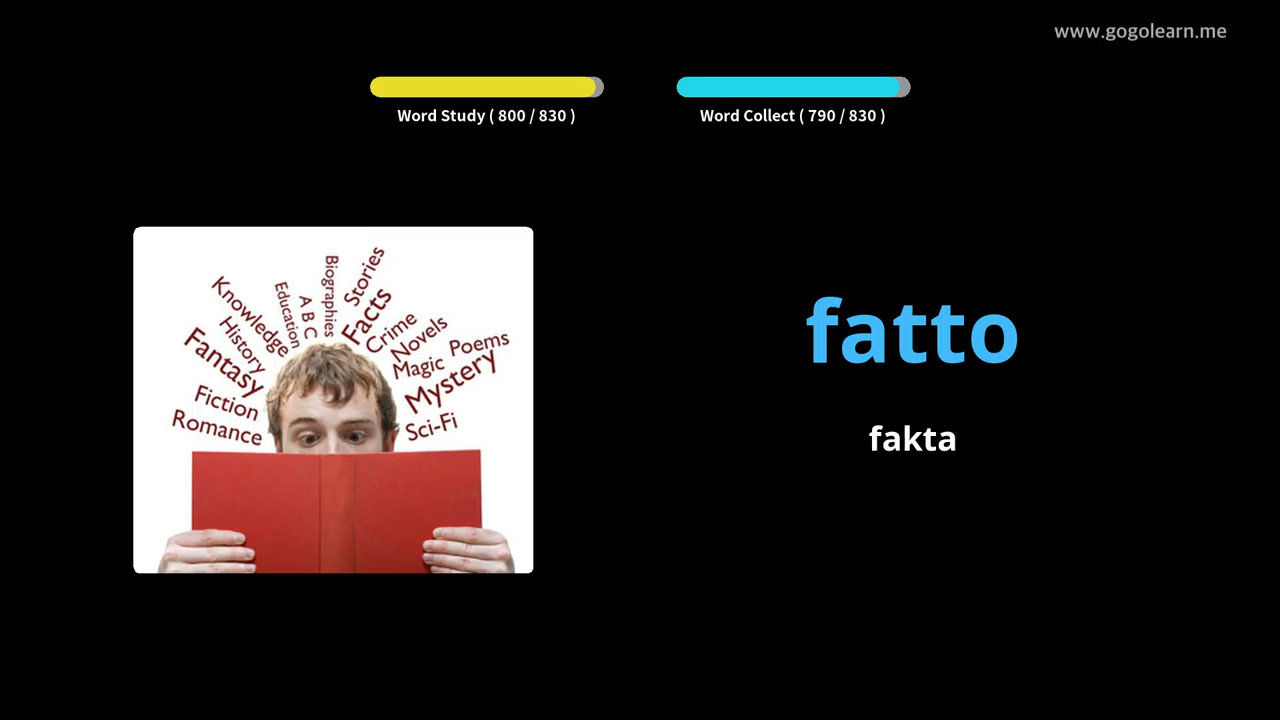 www.gogolearn.me
Word Study ( 800 / 830 )
Word Collect ( 790 / 830 )
Stories
Biographies
Facts
Education
A B C
Knowledge
Crime
History
Novels
Poems
Fantasy
Magic
Mystery
Fiction
Romance
Sci-Fi
fatto
fakta